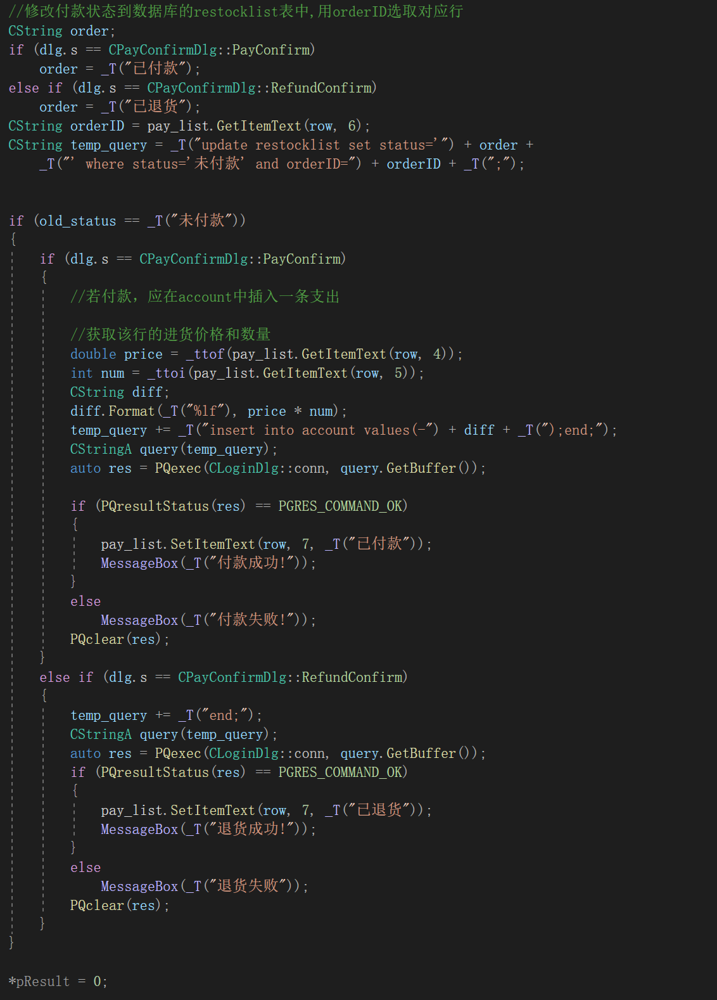 //修改付款状态到数据库的restocklist表中,用orderID选取对应行
CString order;
if (dlg.s == CPayConfirmDlg::PayConfirm)
    order = _T("已付款");
else if (dlg.s == CPayConfirmDlg::RefundConfirm)
    order = _T("已退货");
CString orderID = pay_list.GetItemText(row, 6);
CString temp_query = _T("update restocklist set status='") + order +
    _T("' where status='未付款' and orderID=") + orderID + _T(";");
if (old_status == _T("未付款"))
{
    if (dlg.s == CPayConfirmDlg::PayConfirm)
    {
        //若付款，应在account中插入一条支出
        //获取该行的进货价格和数量
        double price = _ttof(pay_list.GetItemText(row, 4));
        int num = _ttoi(pay_list.GetItemText(row, 5));
        CString diff;
        diff.Format(_T("%lf"), price * num);
        temp_query += _T("insert into account values(-") + diff + _T(");end;");
        CStringA query(temp_query);
        auto res = PQexec(CLoginDlg::conn, query.GetBuffer());
        if (PQresultStatus(res) == PGRES_COMMAND_OK)
        {
            pay_list.SetItemText(row, 7, _T("已付款"));
            MessageBox(_T("付款成功!"));
        }
        else
            MessageBox(_T("付款失败!"));
        PQclear(res);
    }
    else if (dlg.s == CPayConfirmDlg::RefundConfirm)
    {
        temp_query += _T("end;");
        CStringA query(temp_query);
        auto res = PQexec(CLoginDlg::conn, query.GetBuffer());
        if (PQresultStatus(res) == PGRES_COMMAND_OK)
        {
            pay_list.SetItemText(row, 7, _T("已退货"));
            MessageBox(_T("退货成功!"));
        }
        else
            MessageBox(_T("退货失败"));
        PQclear(res);
    }
}
*pResult = 0;